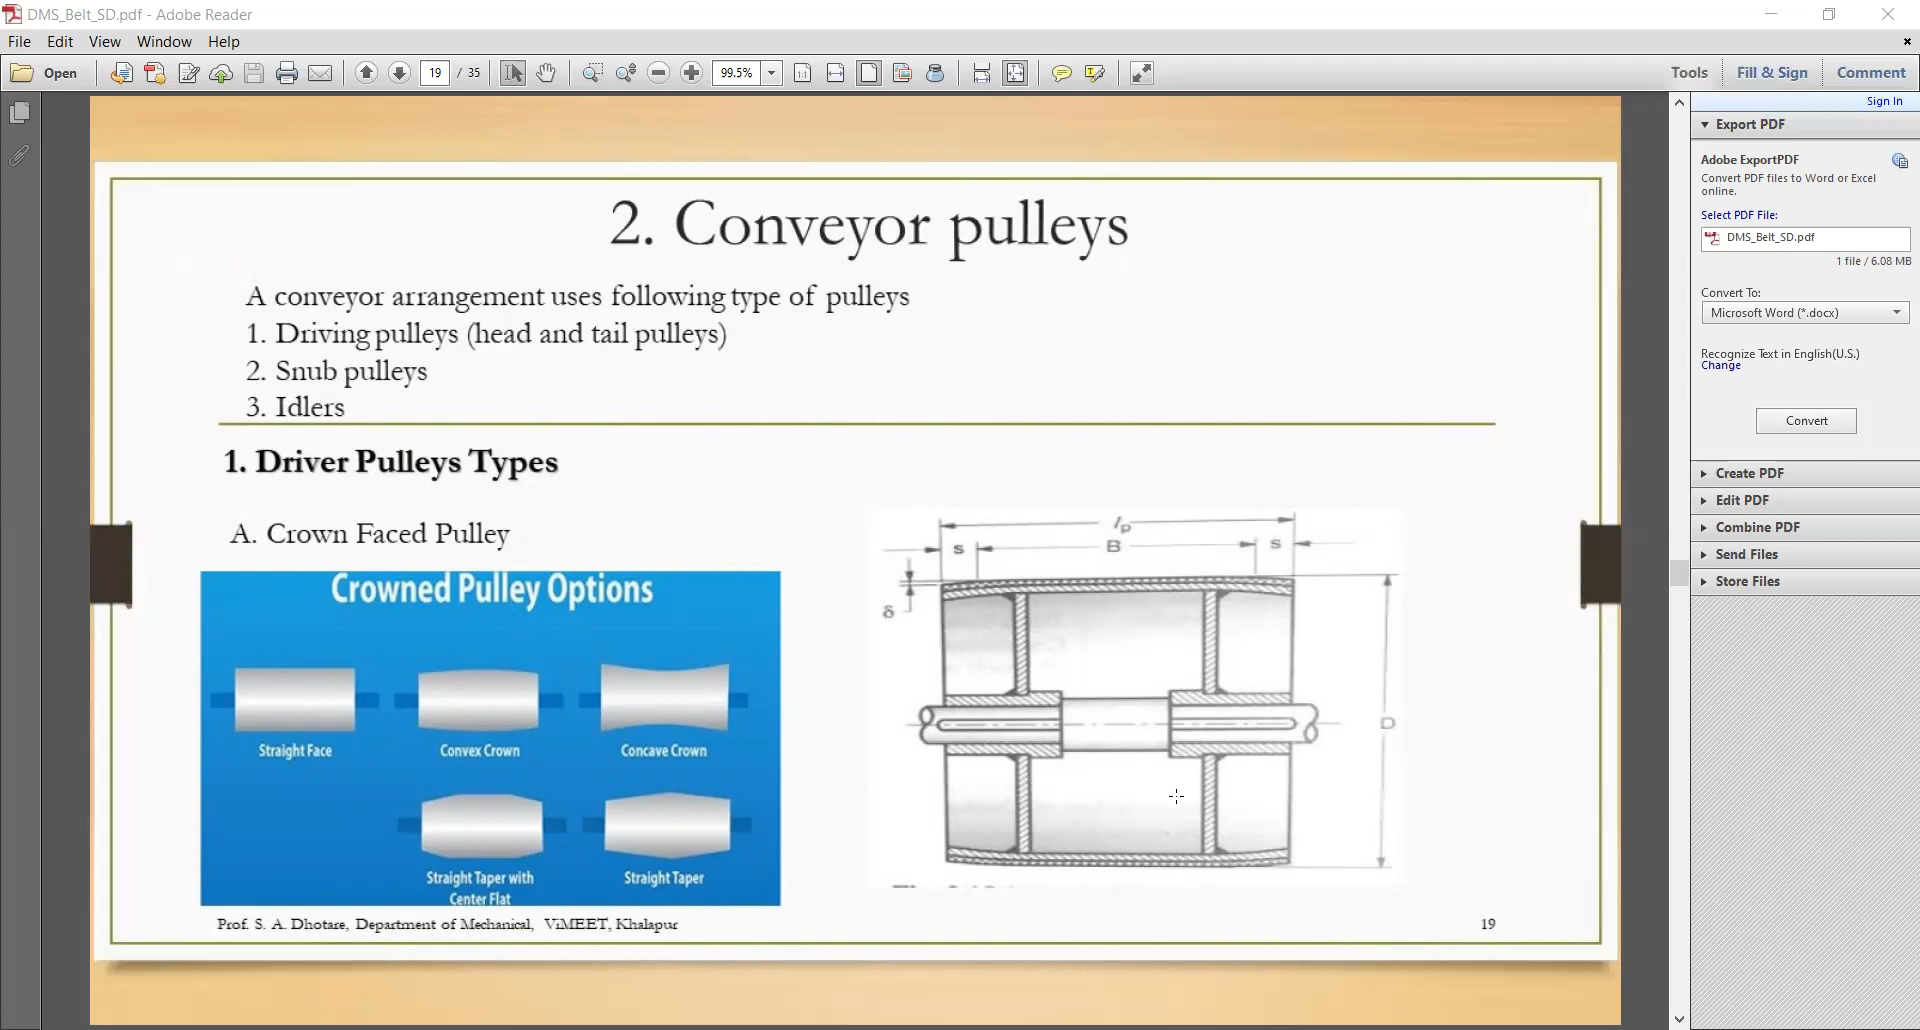 DMS_Belt_SD.pdf - Adobe Reader
File Edit View Window Help
Open 19 / 35 99.5% Tools Fill & Sign Comment
Sign In
Export PDF
Adobe ExportPDF
Convert PDF files to Word or Excel
online.
Select PDF File:
DMS_Belt_SD.pdf
1 file / 6.08 MB
Convert To:
Microsoft Word (*.docx)
Recognize Text in English(U.S.)
Change
Convert
Create PDF
Edit PDF
Combine PDF
Send Files
Store Files
2. Conveyor pulleys
A conveyor arrangement uses following type of pulleys
1. Driving pulleys (head and tail pulleys)
2. Snub pulleys
3. Idlers
1. Driver Pulleys Types
A. Crown Faced Pulley
Crowned Pulley Options
Straight Face Convex Crown Concave Crown
Straight Taper with
Center Flat
Straight Taper
lp
s B s
δ
D
Prof. S. A. Dhotare, Department of Mechanical, ViMEET, Khalapur 19